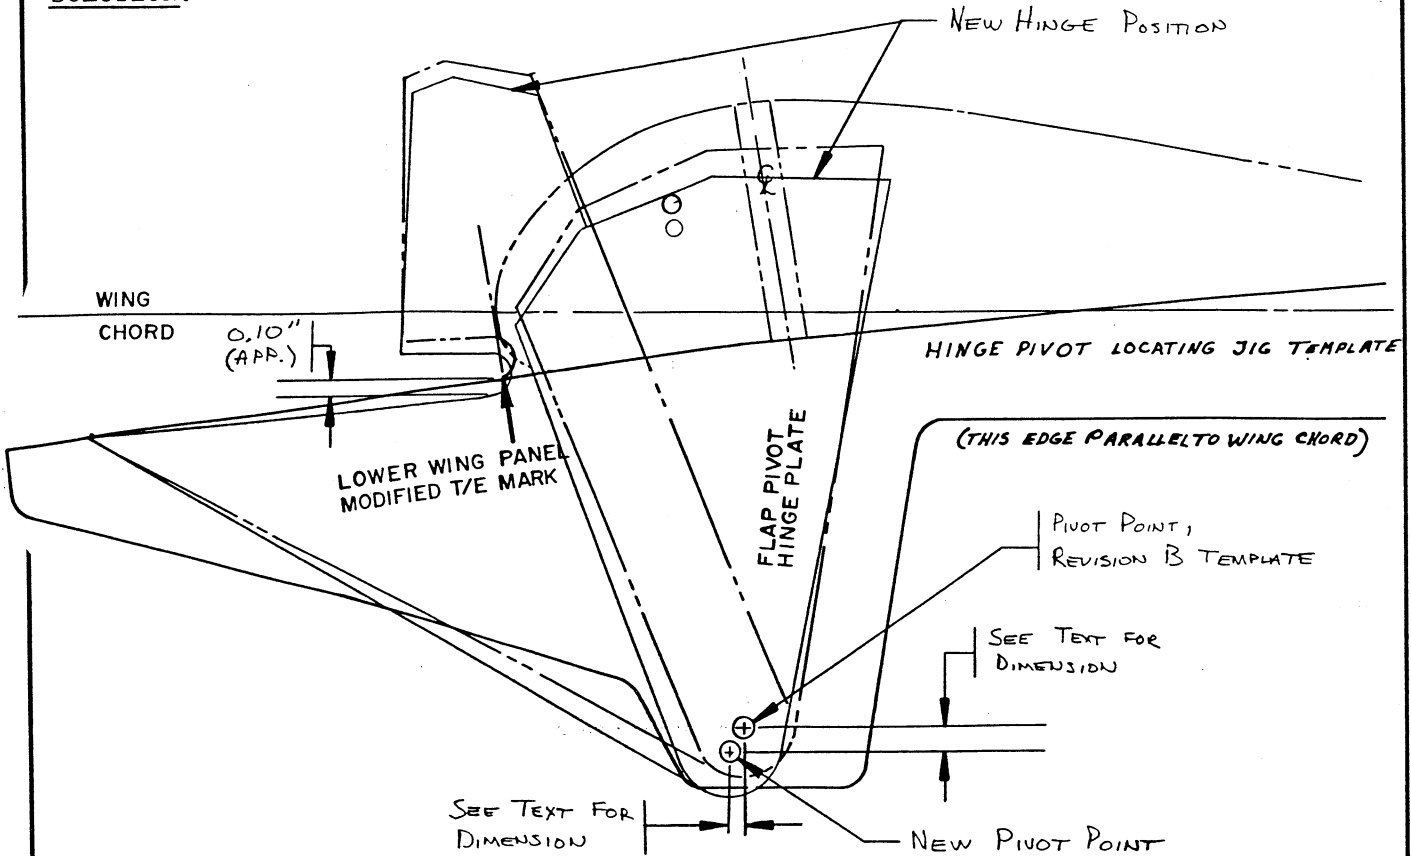 New Hinge Position
WING
CHORD
0.10"
(APP.)
HINGE PIVOT LOCATING JIG TEMPLATE
(THIS EDGE PARALLEL TO WING CHORD)
LOWER WING PANEL
MODIFIED T/E MARK
FLAP PIVOT
HINGE PLATE
PIVOT POINT,
REVISION B TEMPLATE
SEE TEXT FOR
DIMENSION
SEE TEXT FOR
DIMENSION
NEW PIVOT POINT